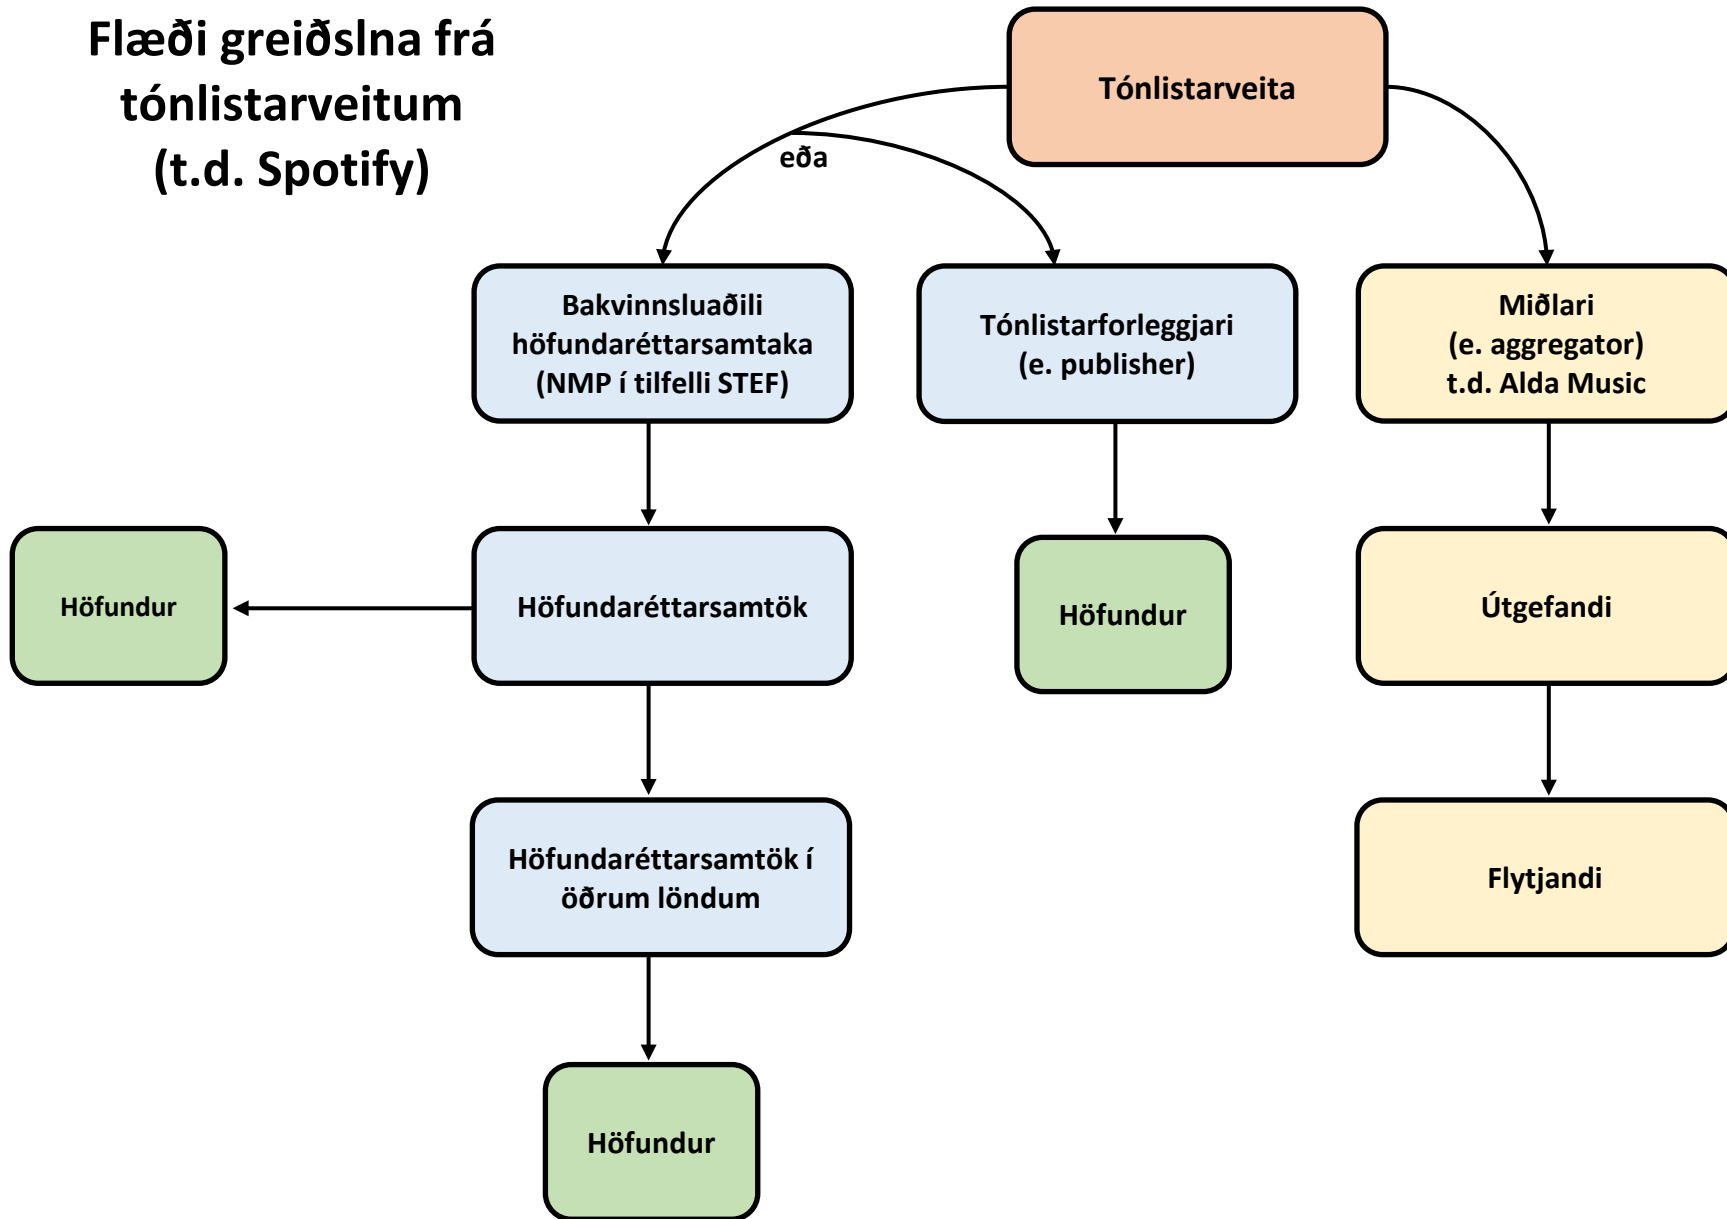 Flæði greiðslna frá
tónlistarveitum
(t.d. Spotify)
Tónlistarveita
eða
Bakvinnsluaðili
höfundaréttarsamtaka
(NMP í tilfelli STEF)
Tónlistarforleggjari
(e. publisher)
Miðlari
(e. aggregator)
t.d. Alda Music
Höfundur
Höfundaréttarsamtök
Höfundur
Útgefandi
Höfundaréttarsamtök í
öðrum löndum
Flytjandi
Höfundur